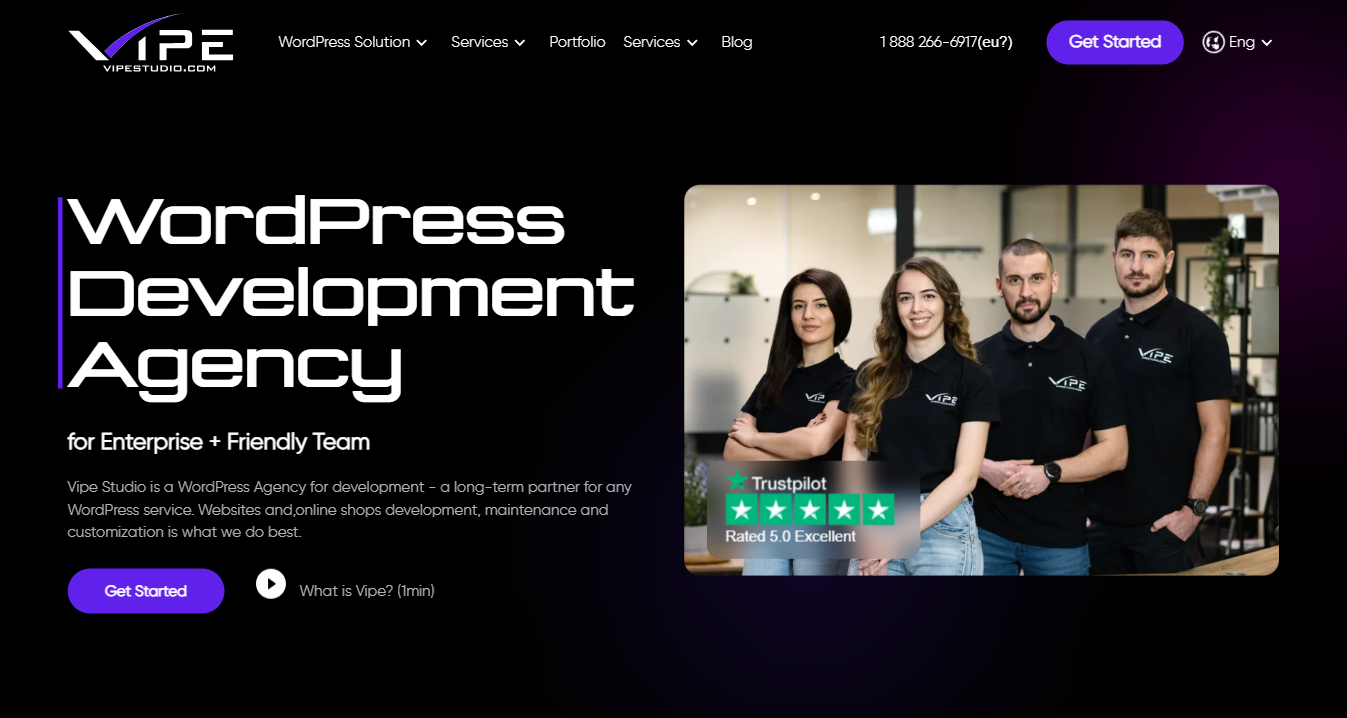 VIPE
VIPESTUDIO.COM
WordPress Solution
Services
Portfolio
Services
Blog
1 888 266-6917(eu?)
Get Started
Eng
WordPress
Development
Agency
for Enterprise + Friendly Team
Vipe Studio is a WordPress Agency for development - a long-term partner for any
WordPress service. Websites and,online shops development, maintenance and
customization is what we do best.
Get Started
What is Vipe? (1min)
VIPE
VIPE
VIPE
VIPE
Trustpilot
Rated 5.0 Excellent